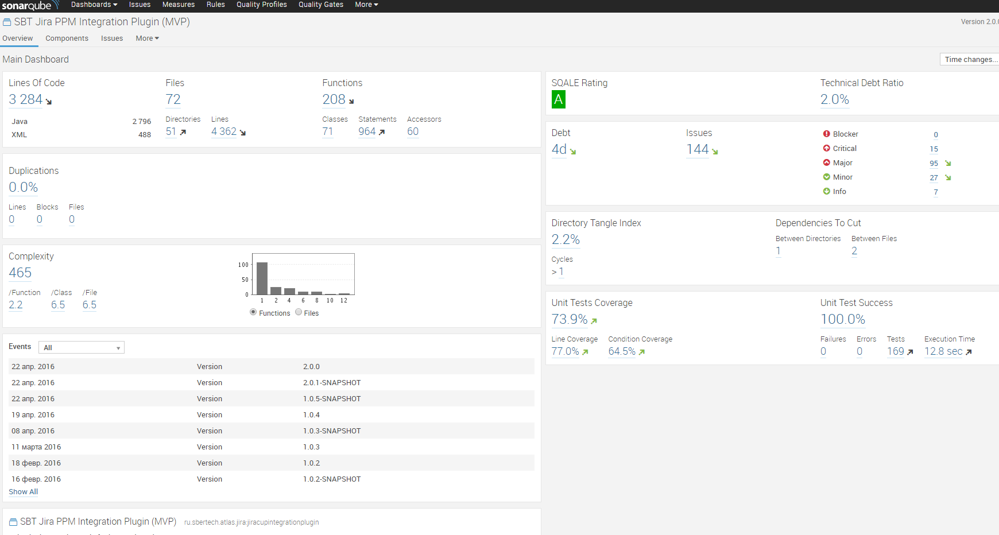 sonarqube Dashboards Issues Measures Rules Quality Profiles Quality Gates More
SBT Jira PPM Integration Plugin (MVP)
Version 2.0.0
Overview Components Issues More
Main Dashboard
Time changes...
Lines Of Code
3 284
Java 2 796
XML 488
Files
72
Directories Lines
51 4 362
Functions
208
Classes Statements Accessors
71 964 60
Duplications
0.0%
Lines Blocks Files
0 0 0
Complexity
465
/Function /Class /File
2.2 6.5 6.5
100
50
0
1 2 4 6 8 10 12
Functions Files
Events All
22 апр. 2016 Version 2.0.0
22 апр. 2016 Version 2.0.1-SNAPSHOT
22 апр. 2016 Version 1.0.5-SNAPSHOT
19 апр. 2016 Version 1.0.4
08 апр. 2016 Version 1.0.3-SNAPSHOT
11 марта 2016 Version 1.0.3
18 февр. 2016 Version 1.0.2
16 февр. 2016 Version 1.0.2-SNAPSHOT
Show All
SBT Jira PPM Integration Plugin (MVP) ru.sbertech.atlas.jira:jiracupintegrationplugin
SQALE Rating
A
Technical Debt Ratio
2.0%
Debt
4d
Issues
144
Blocker 0
Critical 15
Major 95
Minor 27
Info 7
Directory Tangle Index
2.2%
Cycles
> 1
Dependencies To Cut
Between Directories Between Files
1 2
Unit Tests Coverage
73.9%
Line Coverage Condition Coverage
77.0% 64.5%
Unit Test Success
100.0%
Failures Errors Tests Execution Time
0 0 169 12.8 sec